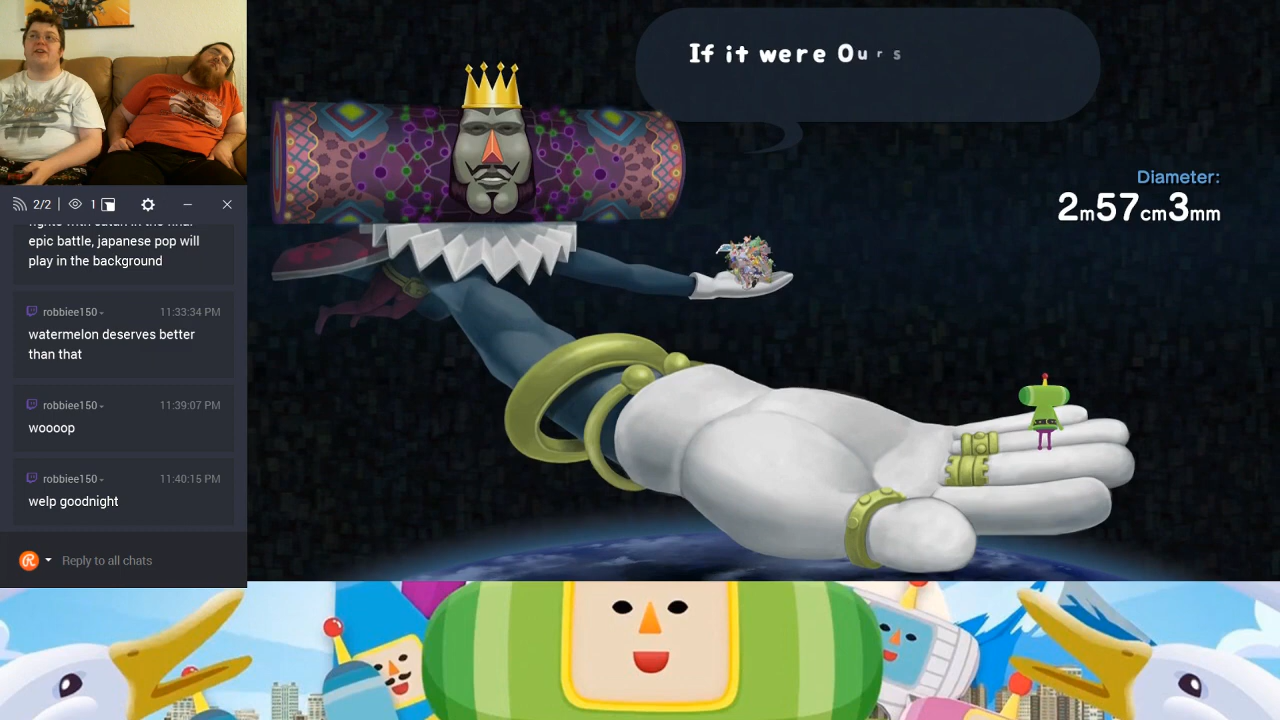 If it were Ours
Diameter:
2m57cm3mm
2/2
1
epic battle, japanese pop will
play in the background
robbiee150
11:33:34 PM
watermelon deserves better
than that
robbiee150
11:39:07 PM
woooop
robbiee150
11:40:15 PM
welp goodnight
Reply to all chats